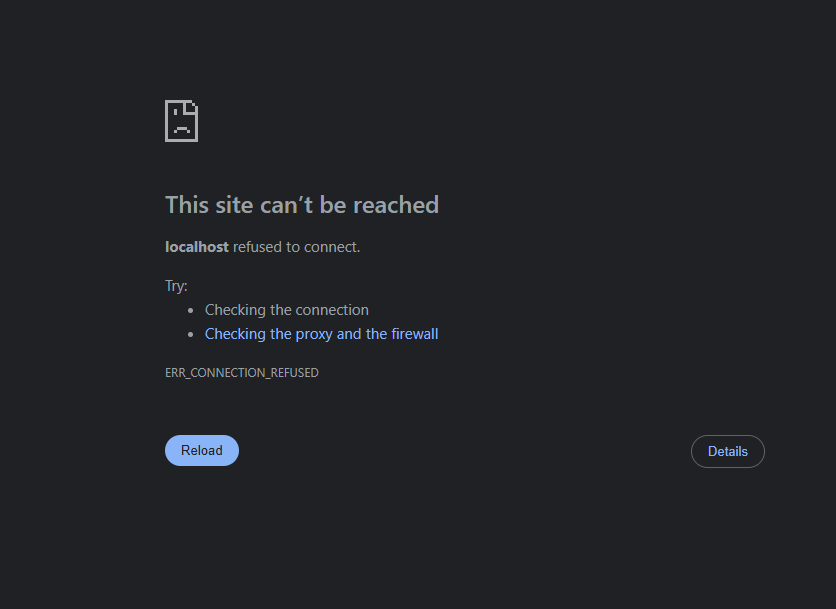 This site can’t be reached
localhost refused to connect.
Try:
• Checking the connection
• Checking the proxy and the firewall
ERR_CONNECTION_REFUSED
Reload
Details